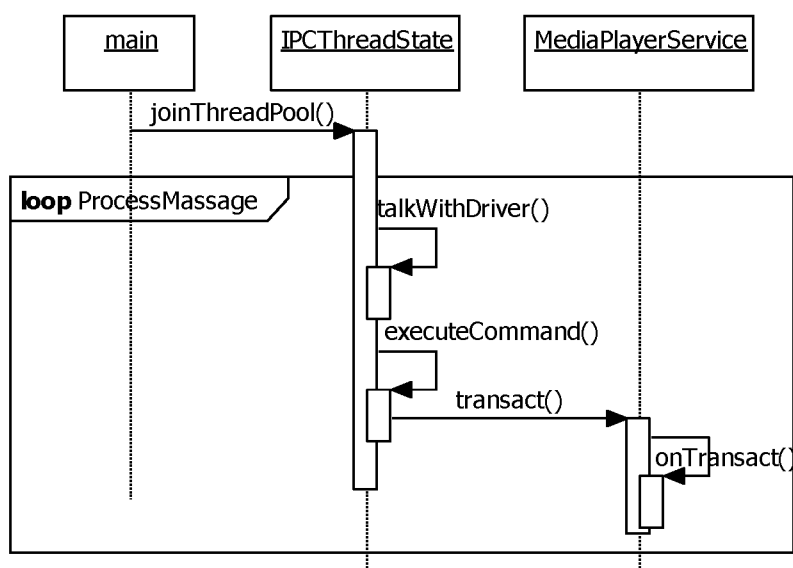 main
IPCThreadState
MediaPlayerService
joinThreadPool()
loop ProcessMassage
talkWithDriver()
executeCommand()
transact()
onTransact()